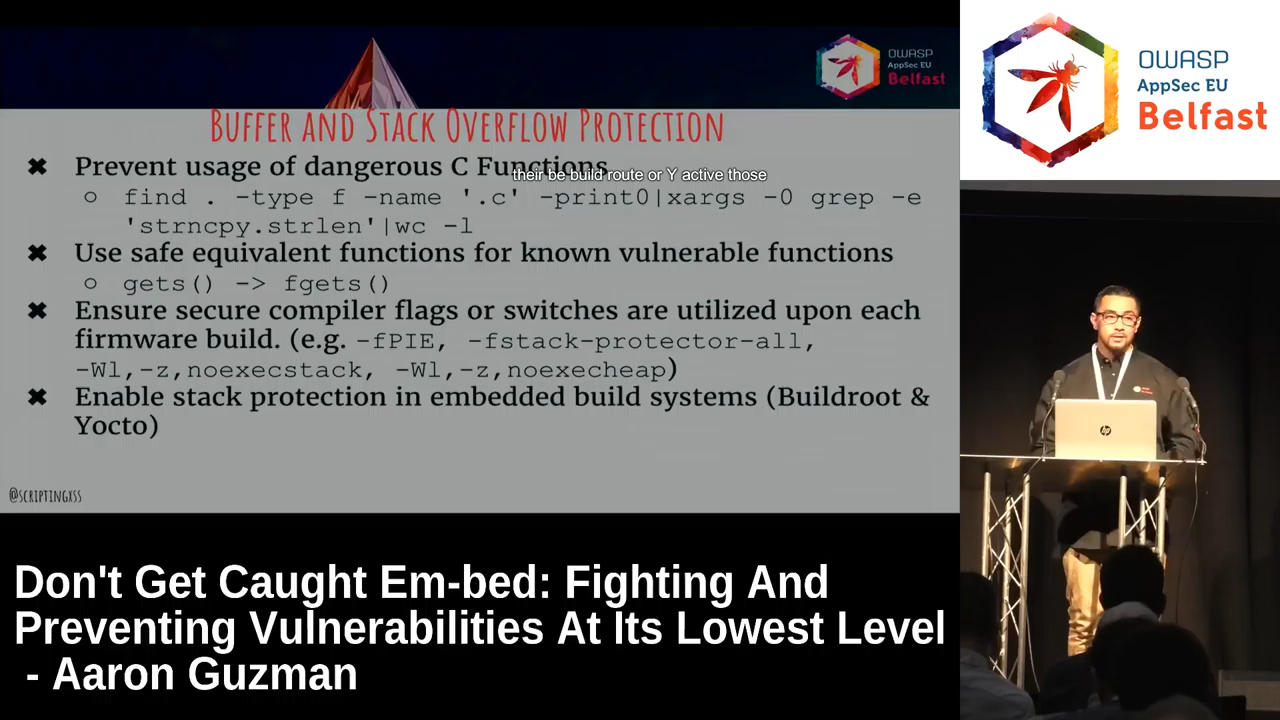 OWASP
AppSec EU
Belfast
BUFFER AND STACK OVERFLOW PROTECTION
✖ Prevent usage of dangerous C Functions
their be build route or Y active those
○ find . -type f -name '.c' -print0|xargs -0 grep -e
'strncpy.strlen'|wc -l
✖ Use safe equivalent functions for known vulnerable functions
○ gets() -> fgets()
✖ Ensure secure compiler flags or switches are utilized upon each
firmware build. (e.g. -fPIE, -fstack-protector-all,
-Wl,-z,noexecstack, -Wl,-z,noexecheap)
✖ Enable stack protection in embedded build systems (Buildroot &
Yocto)
@SCRIPTINGXSS
OWASP
AppSec EU
Belfast
hp
Don't Get Caught Em-bed: Fighting And
Preventing Vulnerabilities At Its Lowest Level
- Aaron Guzman